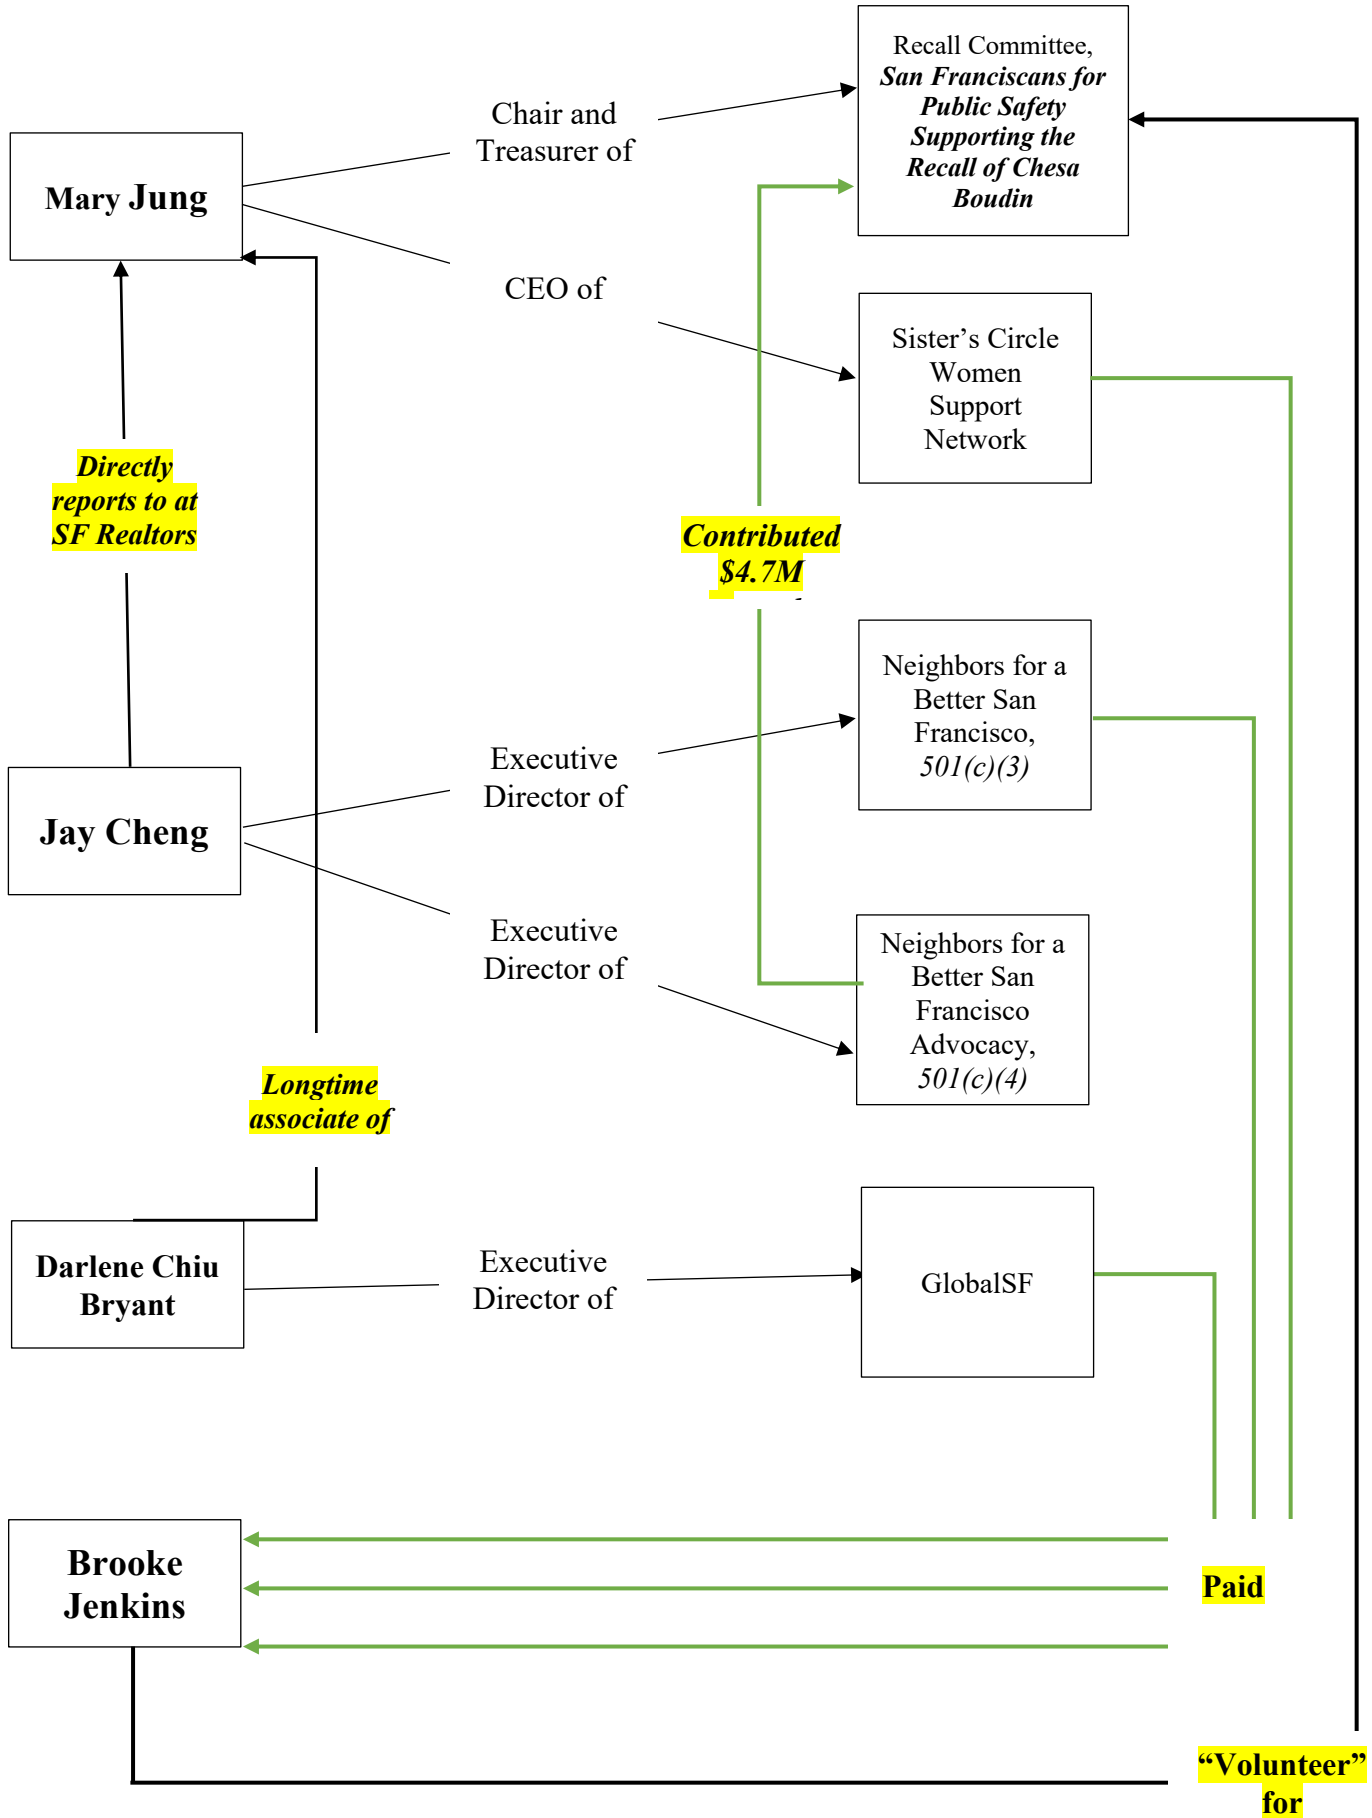 Recall Committee,
San Franciscans for
Public Safety
Supporting the
Recall of Chesa
Boudin
Chair and
Treasurer of
Mary Jung
CEO of
Sister’s Circle
Women
Support
Network
Directly
reports to at
SF Realtors
Contributed
$4.7M
Neighbors for a
Better San
Francisco,
501(c)(3)
Executive
Director of
Jay Cheng
Executive
Director of
Neighbors for a
Better San
Francisco
Advocacy,
501(c)(4)
Longtime
associate of
Darlene Chiu
Bryant
Executive
Director of
GlobalSF
Brooke
Jenkins
Paid
“Volunteer”
for